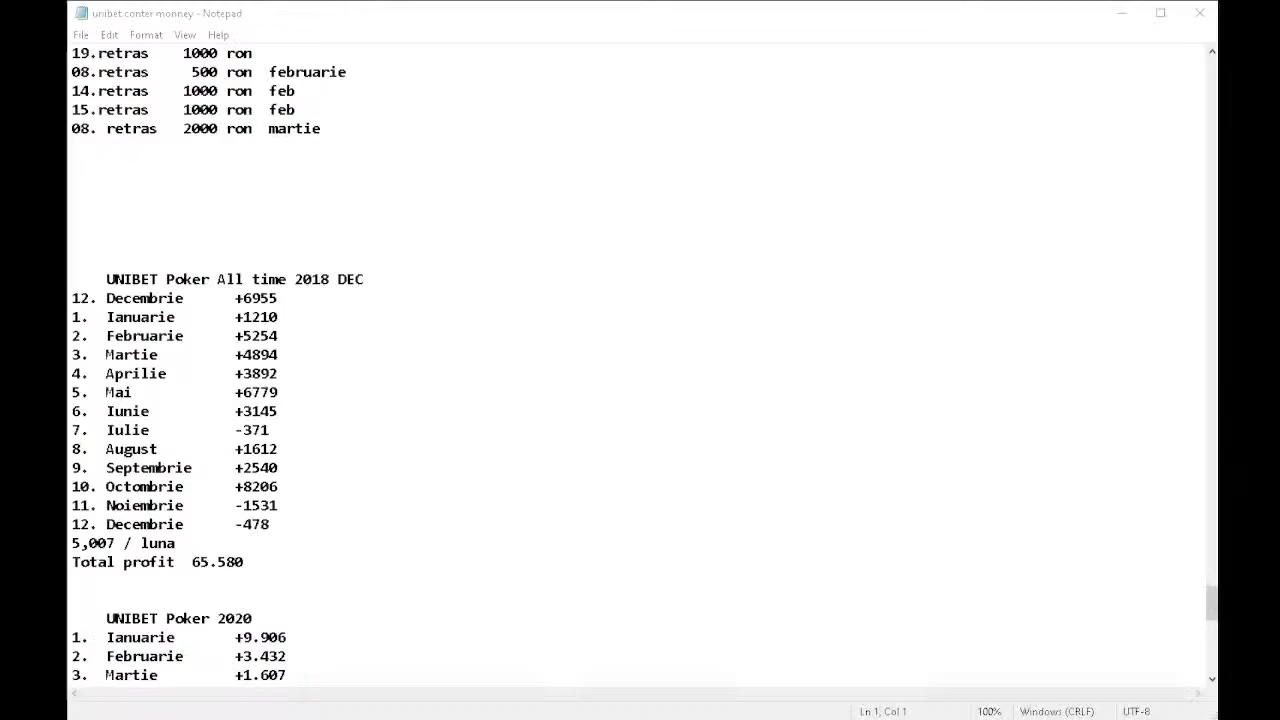 unibet conter monney - Notepad
File Edit Format View Help
19.retras 1000 ron
08.retras 500 ron februarie
14.retras 1000 ron feb
15.retras 1000 ron feb
08. retras 2000 ron martie
UNIBET Poker All time 2018 DEC
12. Decembrie +6955
1. Ianuarie +1210
2. Februarie +5254
3. Martie +4894
4. Aprilie +3892
5. Mai +6779
6. Iunie +3145
7. Iulie -371
8. August +1612
9. Septembrie +2540
10. Octombrie +8206
11. Noiembrie -1531
12. Decembrie -478
5,007 / luna
Total profit 65.580
UNIBET Poker 2020
1. Ianuarie +9.906
2. Februarie +3.432
3. Martie +1.607
Ln 1, Col 1 100% Windows (CRLF) UTF-8